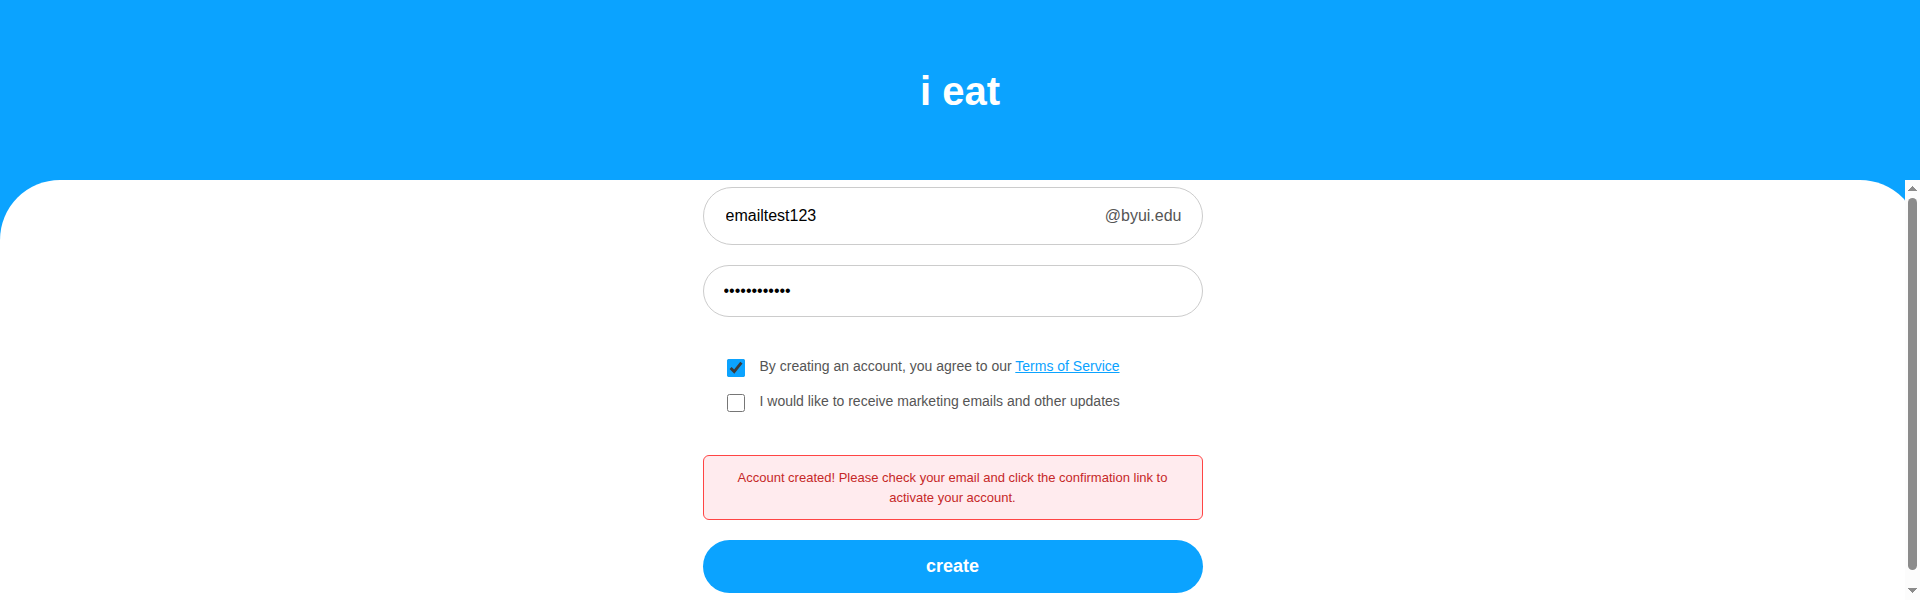 i eat
emailtest123 @byui.edu
••••••••••••
By creating an account, you agree to our Terms of Service
I would like to receive marketing emails and other updates
Account created! Please check your email and click the confirmation link to
activate your account.
create